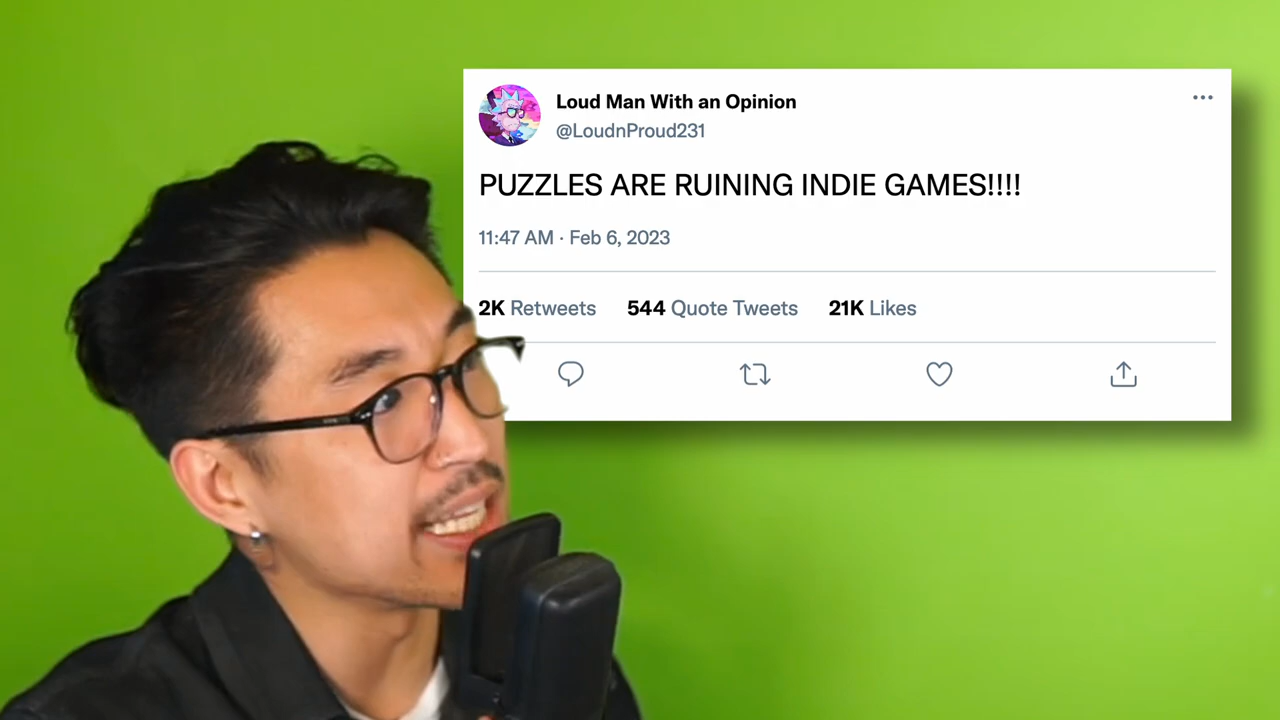 Loud Man With an Opinion
@LoudnProud231
PUZZLES ARE RUINING INDIE GAMES!!!!
11:47 AM · Feb 6, 2023
2K Retweets 544 Quote Tweets 21K Likes